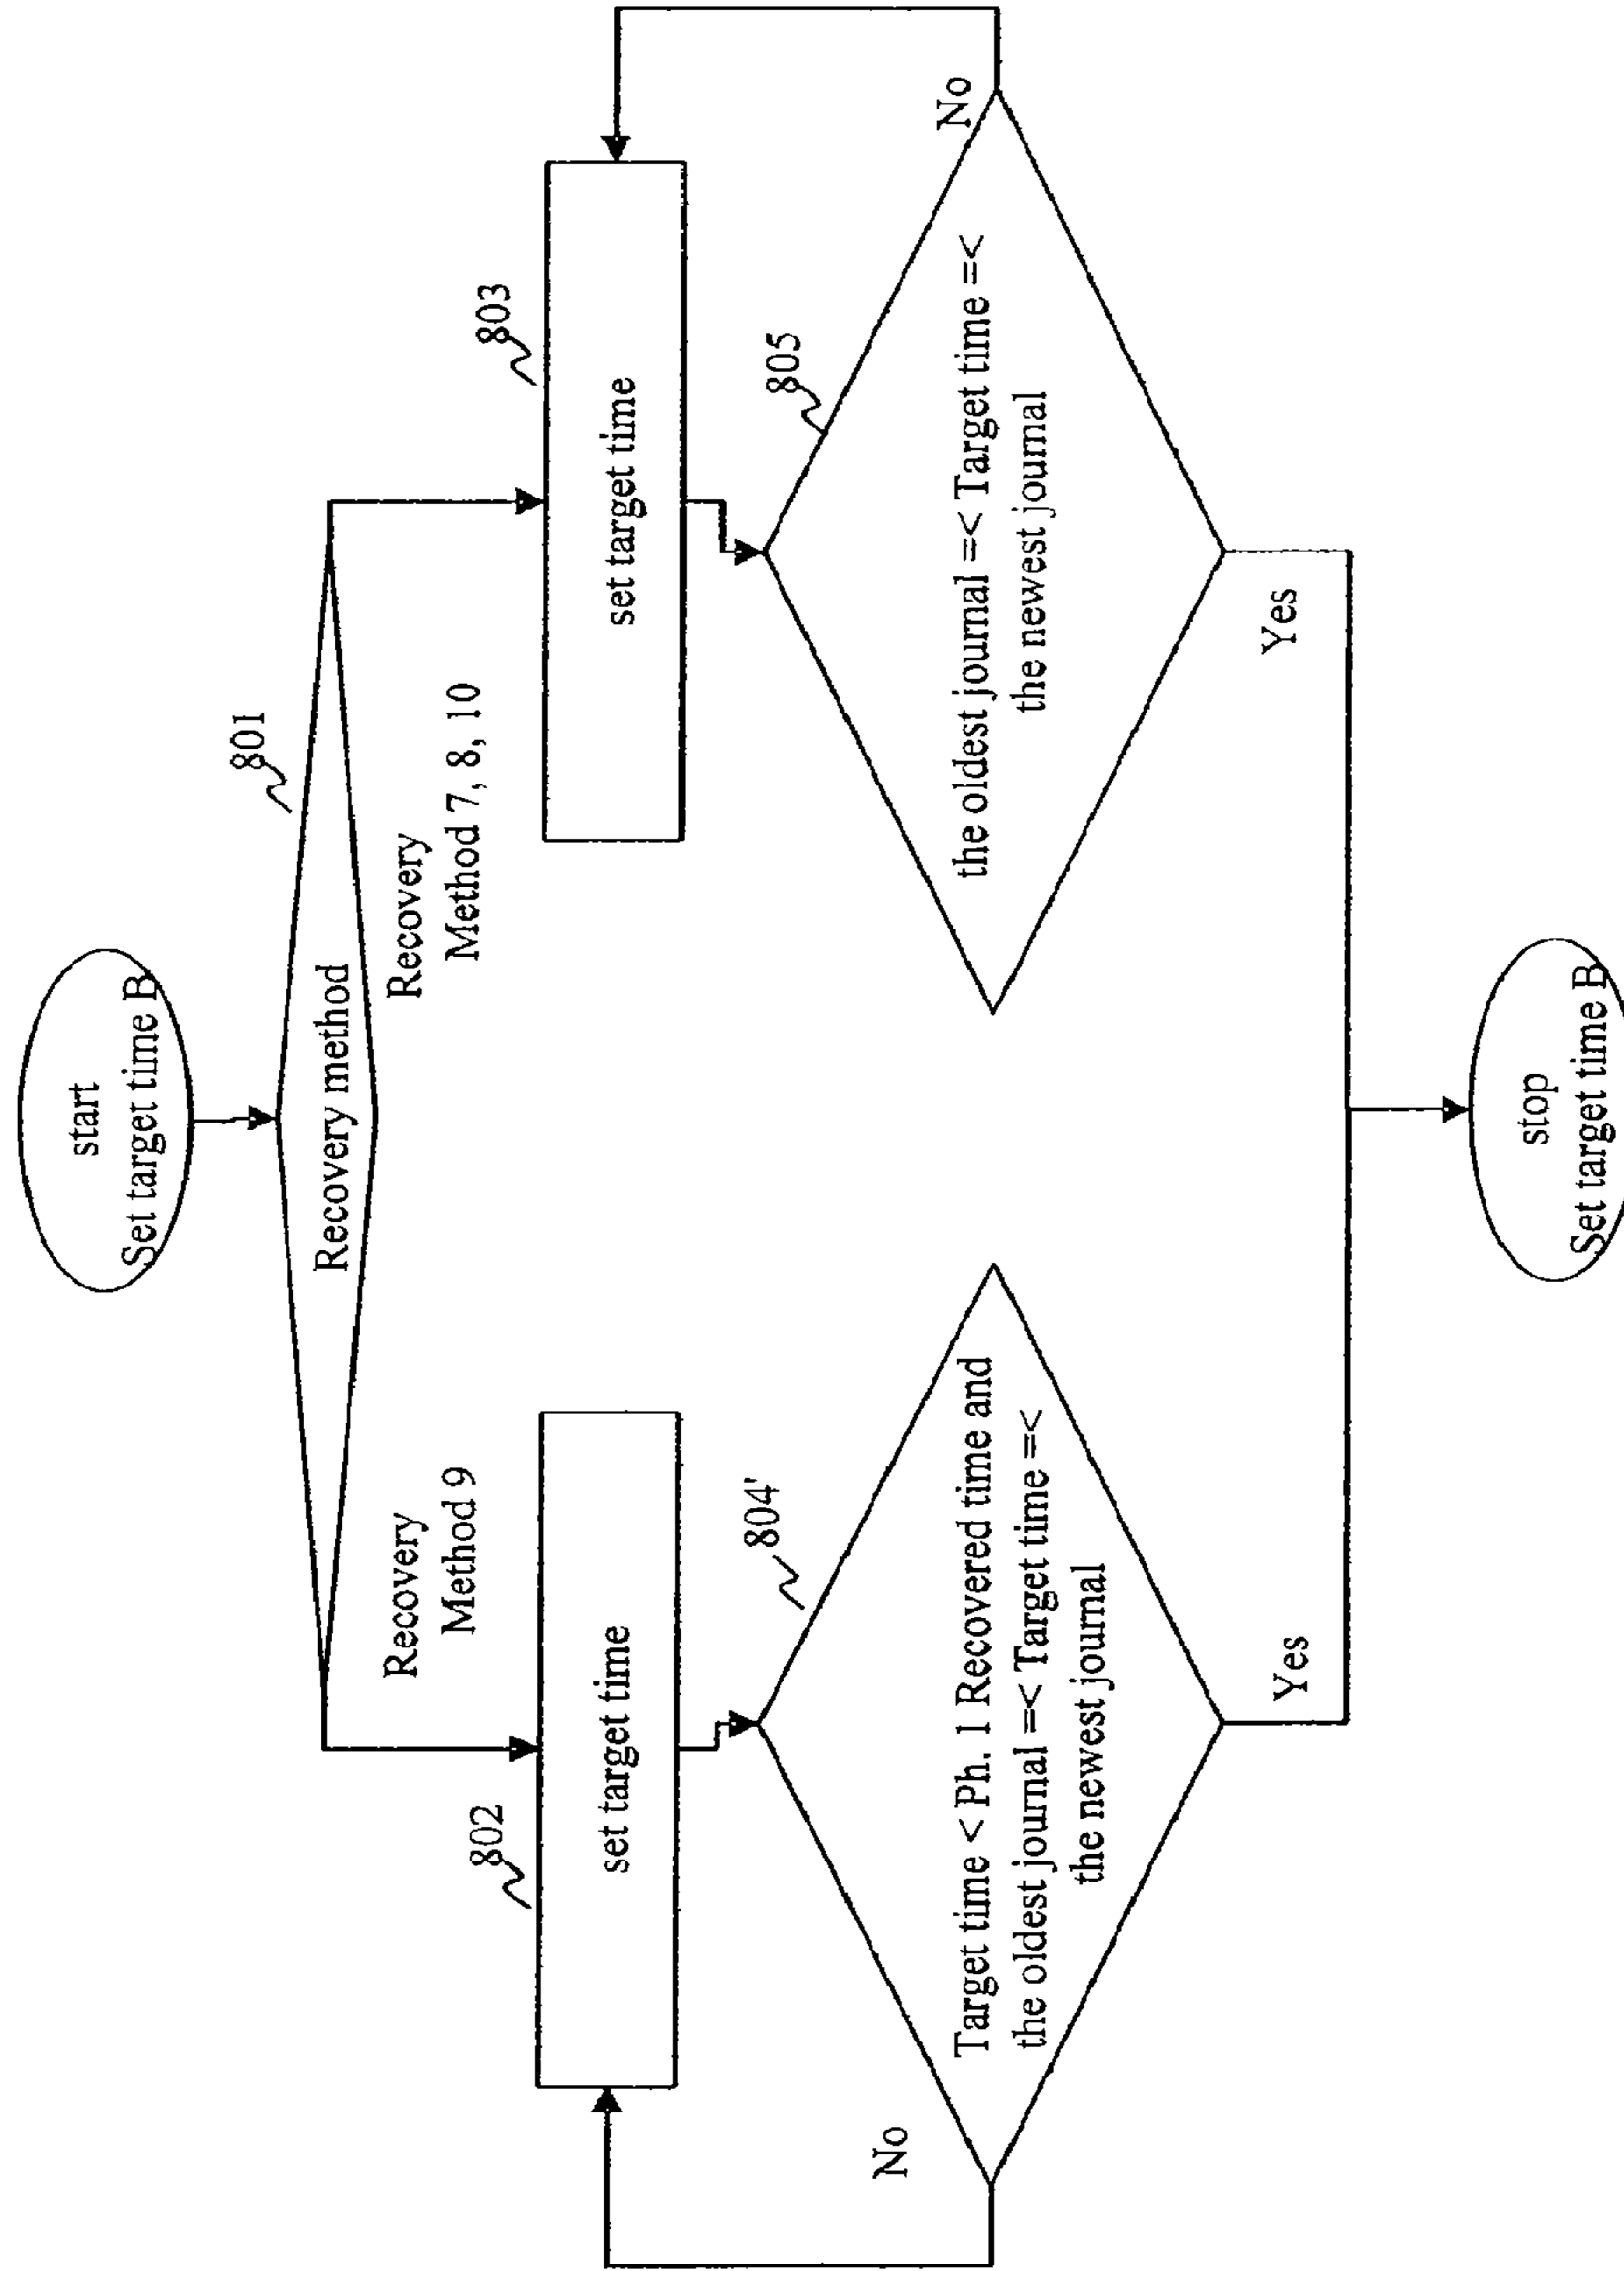 start
Set target time B
801
Recovery method
Recovery
Method 9
Recovery
Method 7, 8, 10
802
set target time
803
set target time
804'
Target time < Ph. 1 Recovered time and
the oldest journal =< Target time =<
the newest journal
No
Yes
805
the oldest journal =< Target time =<
the newest journal
No
Yes
stop
Set target time B